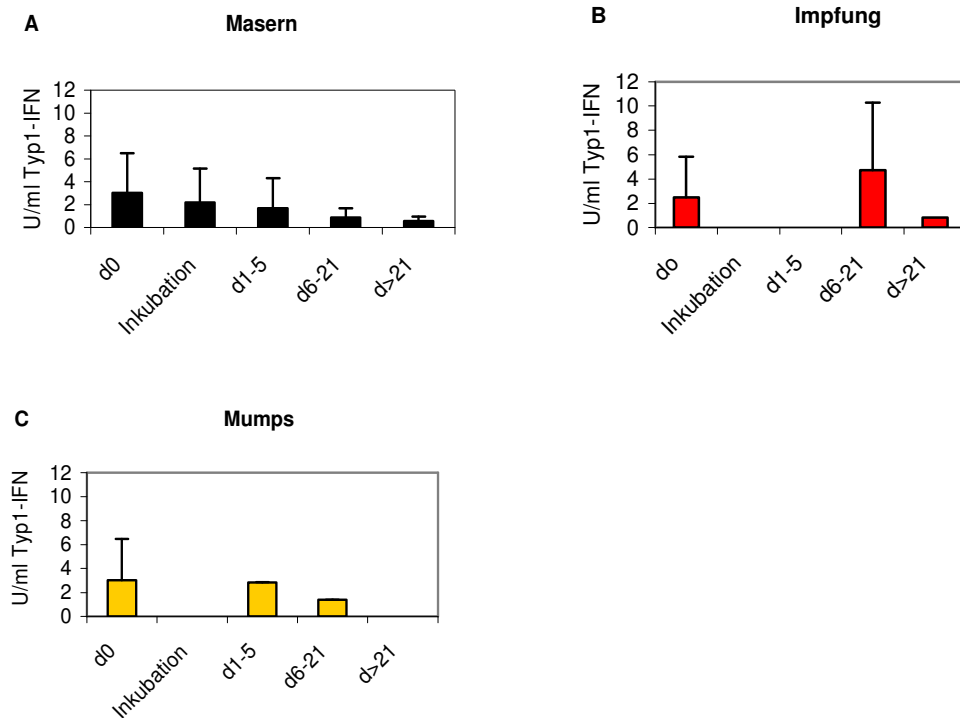 A
Masern
U/ml Typ1-IFN
12
10
8
6
4
2
0
d0
Inkubation
d1-5
d6-21
d>21
B
Impfung
U/ml Typ1-IFN
12
10
8
6
4
2
0
do
Inkubation
d1-5
d6-21
d>21
C
Mumps
U/ml Typ1-IFN
12
10
8
6
4
2
0
d0
Inkubation
d1-5
d6-21
d>21